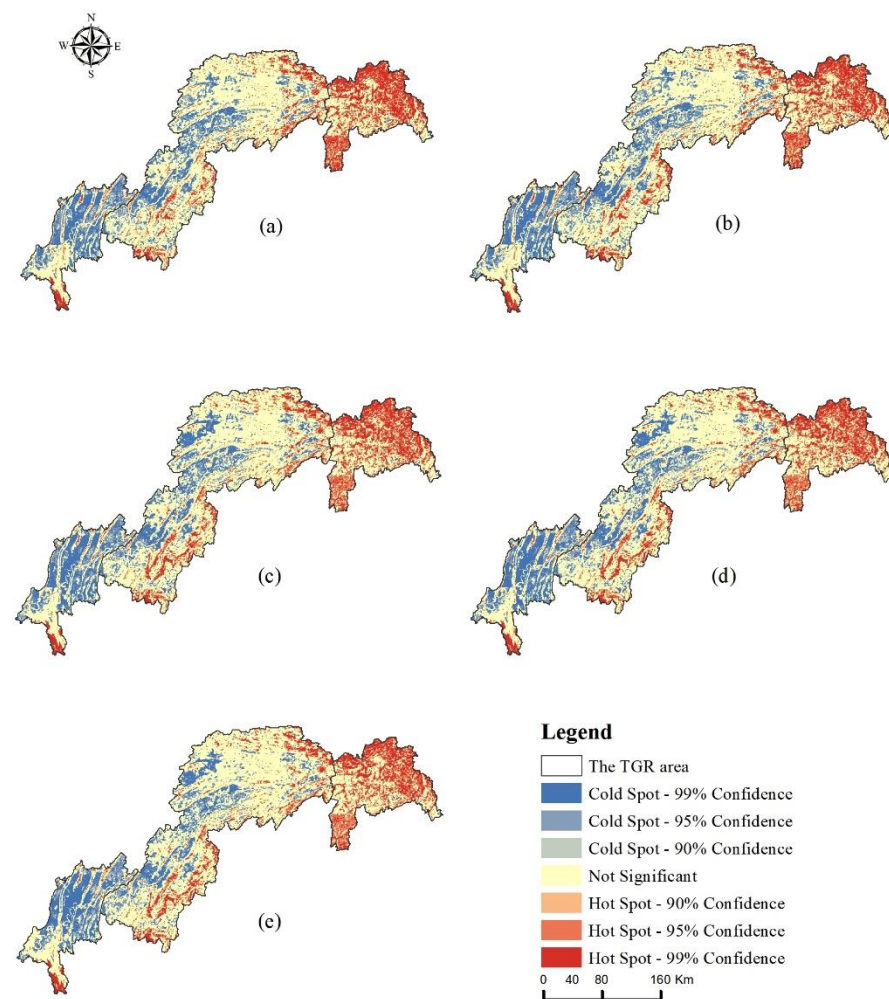 N
W E
S
(a)
(b)
(c)
(d)
(e)
Legend
The TGR area
Cold Spot - 99% Confidence
Cold Spot - 95% Confidence
Cold Spot - 90% Confidence
Not Significant
Hot Spot - 90% Confidence
Hot Spot - 95% Confidence
Hot Spot - 99% Confidence
0 40 80 160 Km